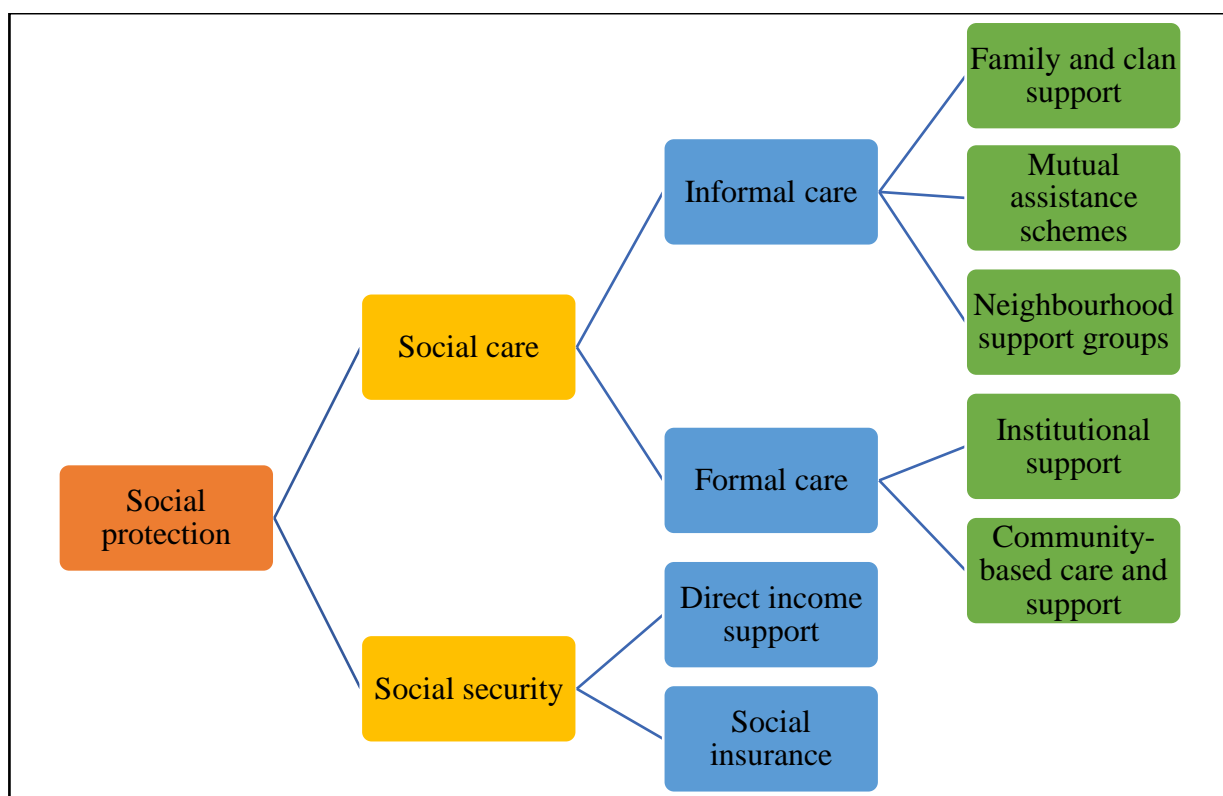 Social
protection
Social care
Social security
Informal care
Formal care
Direct income
support
Social
insurance
Family and clan
support
Mutual
assistance
schemes
Neighbourhood
support groups
Institutional
support
Community-
based care and
support